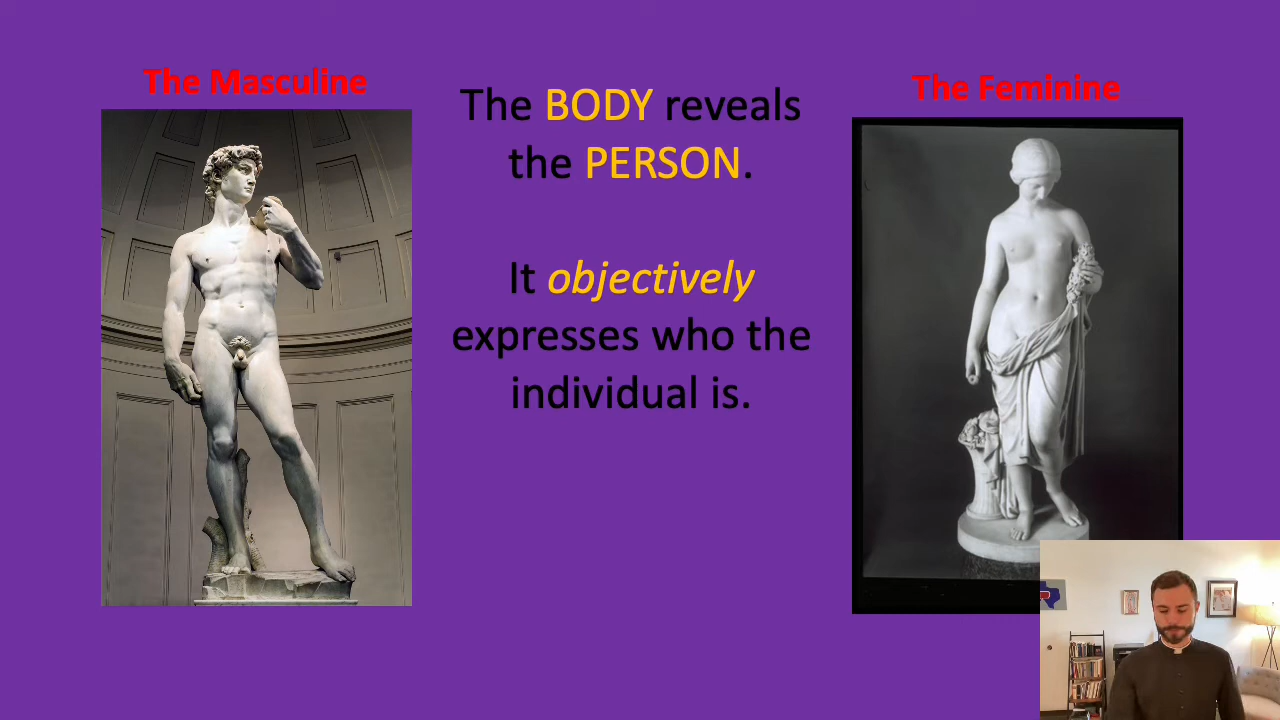 The Masculine
The BODY reveals
the PERSON.
It objectively
expresses who the
individual is.
The Feminine